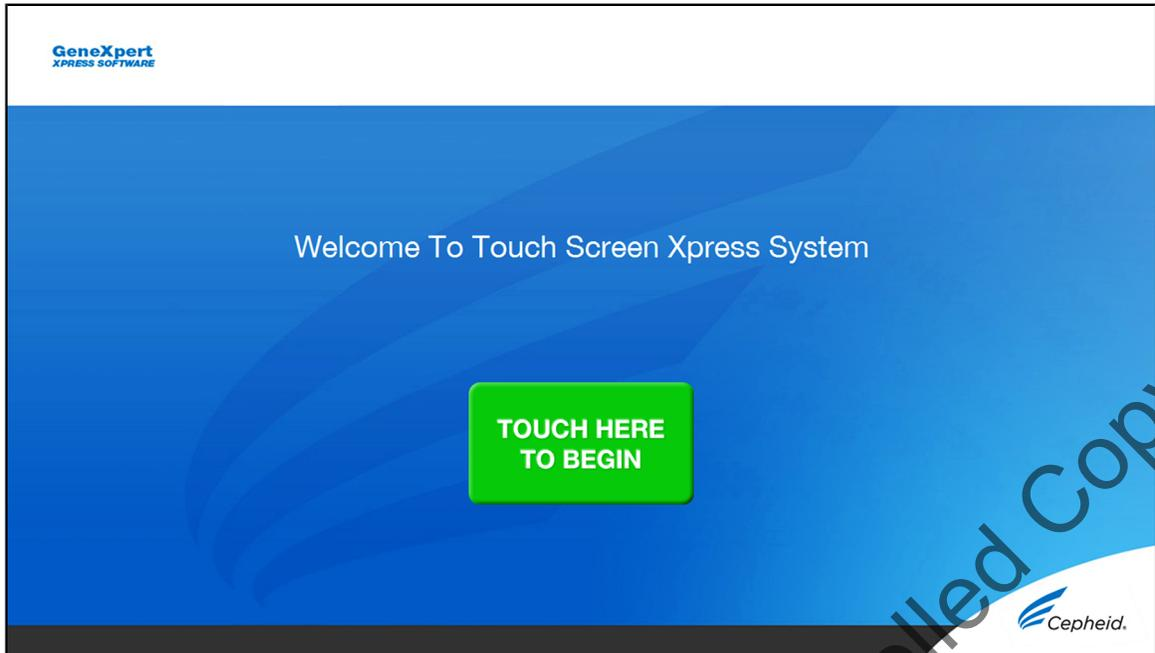 GeneXpert
XPRESS SOFTWARE
Welcome To Touch Screen Xpress System
TOUCH HERE
TO BEGIN
Cepheid.